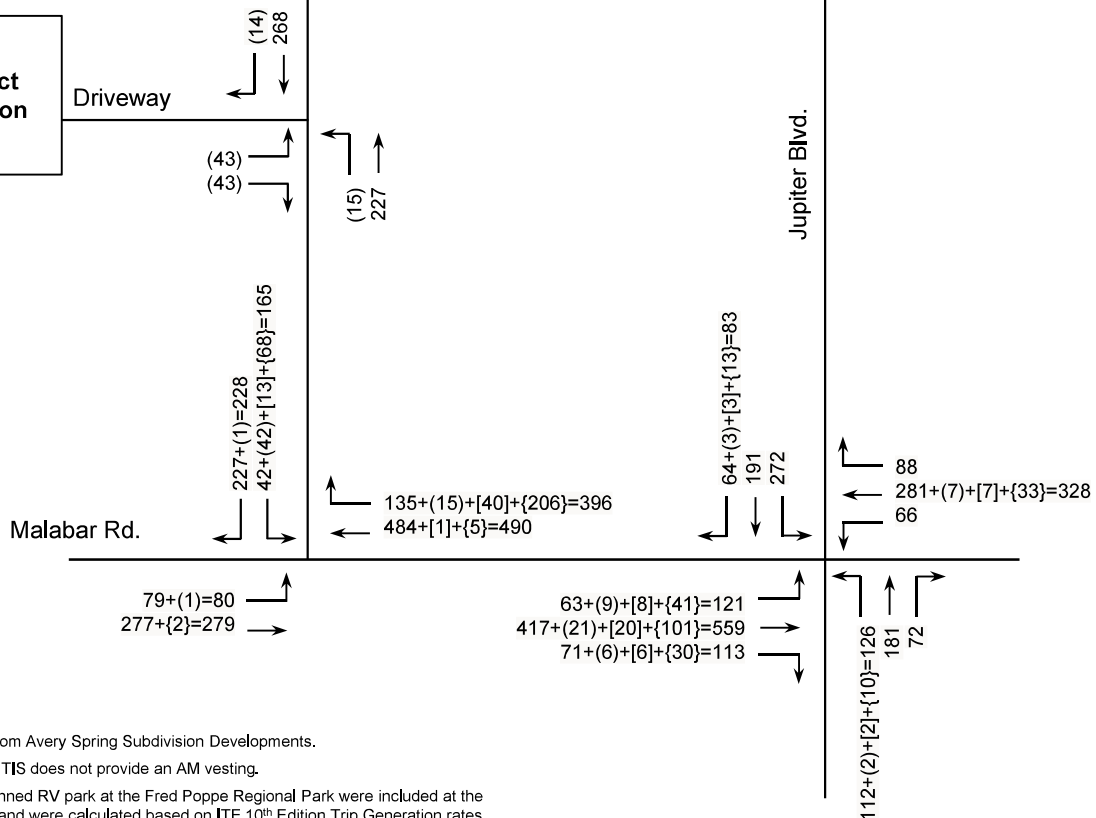 (14)
268
ct
on
Driveway
(43)
(43)
(15)
227
Jupiter Blvd.
227+(1)=228
42+(42)+[13]+{68}=165
135+(15)+[40]+{206}=396
484+[1]+{5}=490
Malabar Rd.
79+(1)=80
277+{2}=279
64+(3)+[3]+{13}=83
191
272
88
281+(7)+[7]+{33}=328
66
63+(9)+[8]+{41}=121
417+(21)+[20]+{101}=559
71+(6)+[6]+{30}=113
112+(2)+[2]+{10}=126
181
72
om Avery Spring Subdivision Developments.
TIS does not provide an AM vesting.
nned RV park at the Fred Poppe Regional Park were included at the
and were calculated based on ITE 10th Edition Trip Generation rates